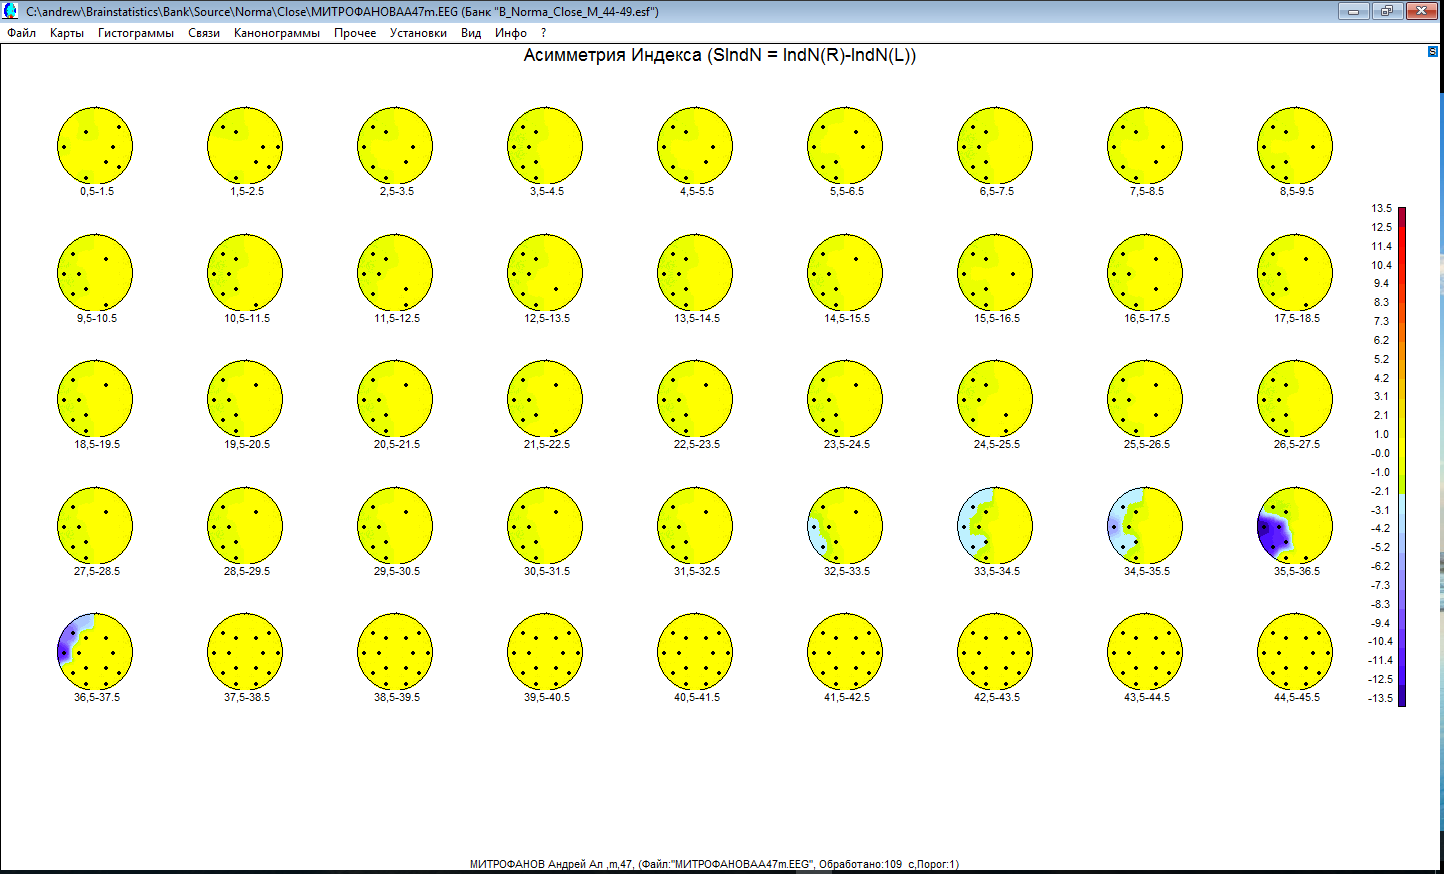 C:\andrew\Brainstatistics\Bank\Source\Norma\Close\МИТРОФАНОВАА47m.EEG (Банк "B_Norma_Close_M_44-49.esf")
Файл Карты Гистограммы Связи Канонограммы Прочее Установки Вид Инфо ?
Асимметрия Индекса (SIndN = IndN(R)-IndN(L))
S
0,5-1.5 1,5-2.5 2,5-3.5 3,5-4.5 4,5-5.5 5,5-6.5 6,5-7.5 7,5-8.5 8,5-9.5
9,5-10.5 10,5-11.5 11,5-12.5 12,5-13.5 13,5-14.5 14,5-15.5 15,5-16.5 16,5-17.5 17,5-18.5
18,5-19.5 19,5-20.5 20,5-21.5 21,5-22.5 22,5-23.5 23,5-24.5 24,5-25.5 25,5-26.5 26,5-27.5
27,5-28.5 28,5-29.5 29,5-30.5 30,5-31.5 31,5-32.5 32,5-33.5 33,5-34.5 34,5-35.5 35,5-36.5
36,5-37.5 37,5-38.5 38,5-39.5 39,5-40.5 40,5-41.5 41,5-42.5 42,5-43.5 43,5-44.5 44,5-45.5
13.5
12.5
11.4
10.4
9.4
8.3
7.3
6.2
5.2
4.2
3.1
2.1
1.0
-0.0
-1.0
-2.1
-3.1
-4.2
-5.2
-6.2
-7.3
-8.3
-9.4
-10.4
-11.4
-12.5
-13.5
МИТРОФАНОВ Андрей Ал ,m,47, (Файл:"МИТРОФАНОВАА47m.EEG", Обработано:109 с,Порог:1)